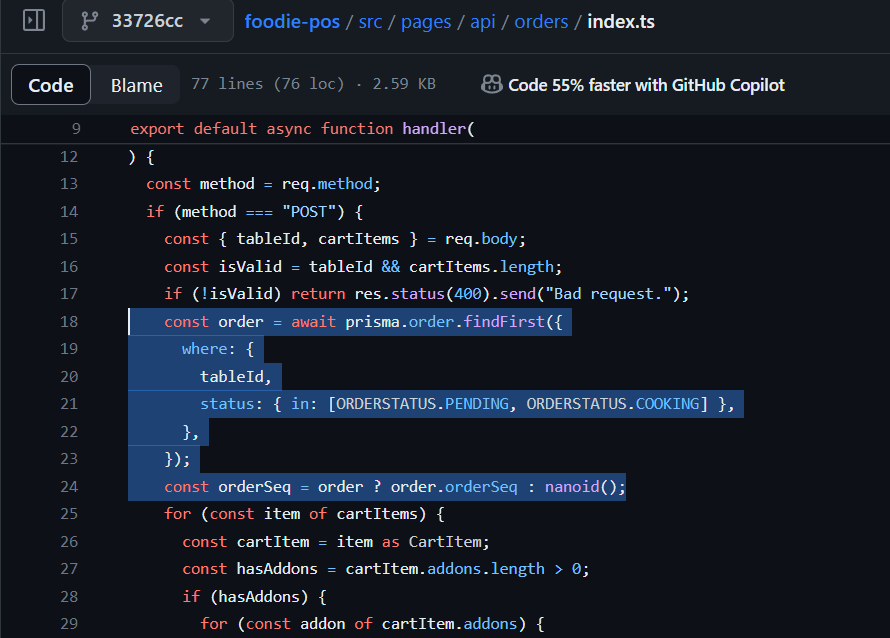 33726cc foodie-pos / src / pages / api / orders / index.ts
Code Blame 77 lines (76 loc) · 2.59 KB Code 55% faster with GitHub Copilot
9 export default async function handler(
12 ) {
13 const method = req.method;
14 if (method === "POST") {
15 const { tableId, cartItems } = req.body;
16 const isValid = tableId && cartItems.length;
17 if (!isValid) return res.status(400).send("Bad request.");
18 const order = await prisma.order.findFirst({
19 where: {
20 tableId,
21 status: { in: [ORDERSTATUS.PENDING, ORDERSTATUS.COOKING] },
22 },
23 });
24 const orderSeq = order ? order.orderSeq : nanoid();
25 for (const item of cartItems) {
26 const cartItem = item as CartItem;
27 const hasAddons = cartItem.addons.length > 0;
28 if (hasAddons) {
29 for (const addon of cartItem.addons) {